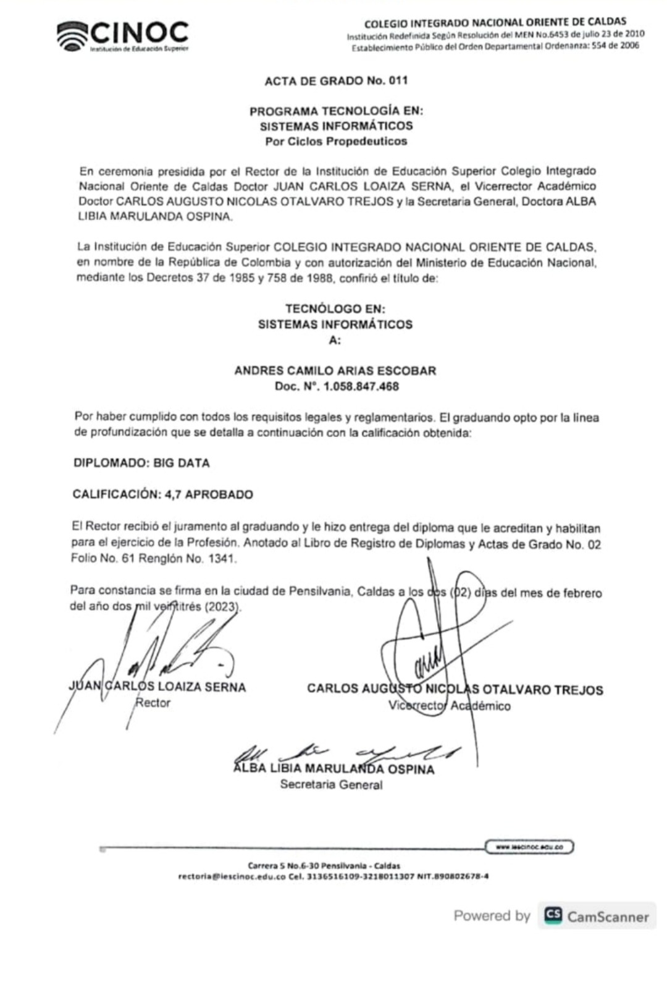 CINOC
Institución de Educación Superior
COLEGIO INTEGRADO NACIONAL ORIENTE DE CALDAS
Institución Redefinida Según Resolución del MEN No.6453 de julio 23 de 2010
Establecimiento Público del Orden Departamental Ordenanza: 554 de 2006
ACTA DE GRADO No. 011
PROGRAMA TECNOLOGÍA EN:
SISTEMAS INFORMÁTICOS
Por Ciclos Propedeuticos
En ceremonia presidida por el Rector de la Institución de Educación Superior Colegio Integrado
Nacional Oriente de Caldas Doctor JUAN CARLOS LOAIZA SERNA, el Vicerrector Académico
Doctor CARLOS AUGUSTO NICOLAS OTALVARO TREJOS y la Secretaria General, Doctora ALBA
LIBIA MARULANDA OSPINA.
La Institución de Educación Superior COLEGIO INTEGRADO NACIONAL ORIENTE DE CALDAS,
en nombre de la República de Colombia y con autorización del Ministerio de Educación Nacional,
mediante los Decretos 37 de 1985 y 758 de 1988, confirió el título de:
TECNÓLOGO EN:
SISTEMAS INFORMÁTICOS
A:
ANDRES CAMILO ARIAS ESCOBAR
Doc. N°. 1.058.847.468
Por haber cumplido con todos los requisitos legales y reglamentarios. El graduando opto por la linea
de profundización que se detalla a continuación con la calificación obtenida:
DIPLOMADO: BIG DATA
CALIFICACIÓN: 4,7 APROBADO
El Rector recibió el juramento al graduando y le hizo entrega del diploma que le acreditan y habilitan
para el ejercicio de la Profesión. Anotado al Libro de Registro de Diplomas y Actas de Grado No. 02
Folio No. 61 Renglón No. 1341.
Para constancia se firma en la ciudad de Pensilvania, Caldas a los dos (02) días del mes de febrero
del año dos mil veintitrés (2023).
JUAN CARLOS LOAIZA SERNA
Rector
CARLOS AUGUSTO NICOLAS OTALVARO TREJOS
Vicerrector Académico
ALBA LIBIA MARULANDA OSPINA
Secretaria General
www.iescinoc.edu.co
Carrera 5 No.6-30 Pensilvania - Caldas
rectoria@iescinoc.edu.co Cel. 3136516109-3218011307 NIT.890802678-4
Powered by CS CamScanner